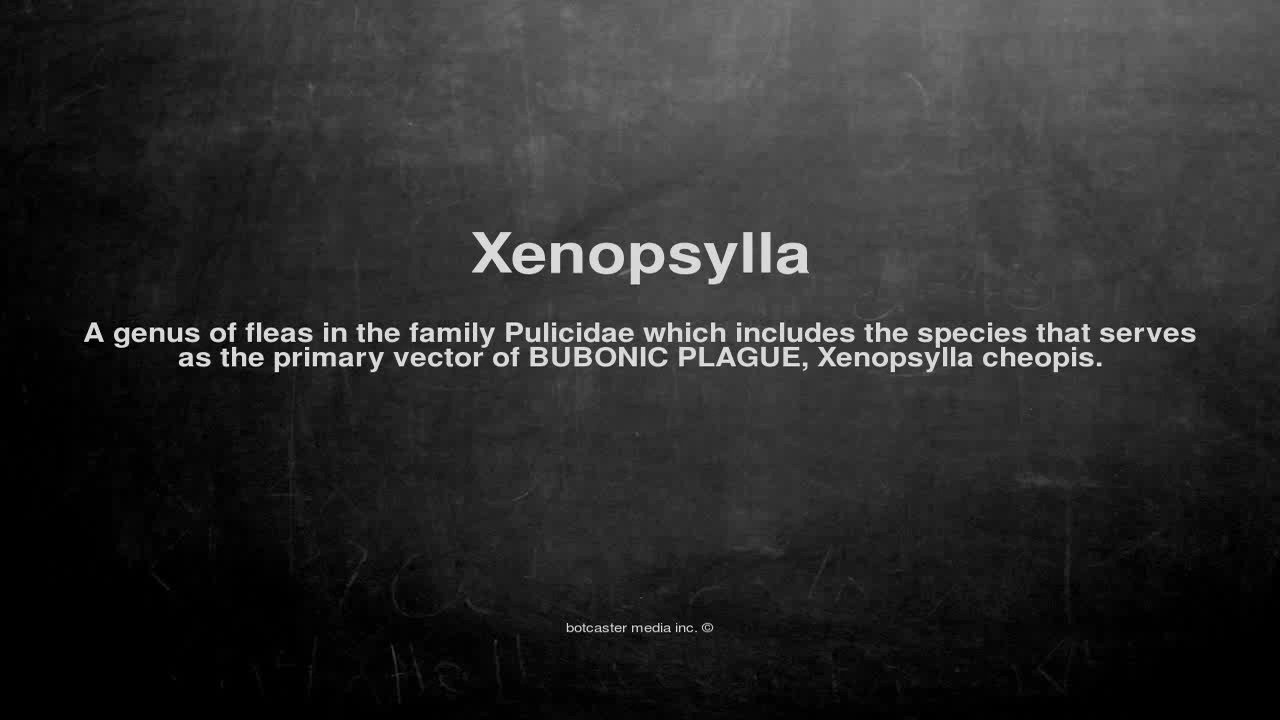 Xenopsylla
A genus of fleas in the family Pulicidae which includes the species that serves
as the primary vector of BUBONIC PLAGUE, Xenopsylla cheopis.
botcaster media inc. ©